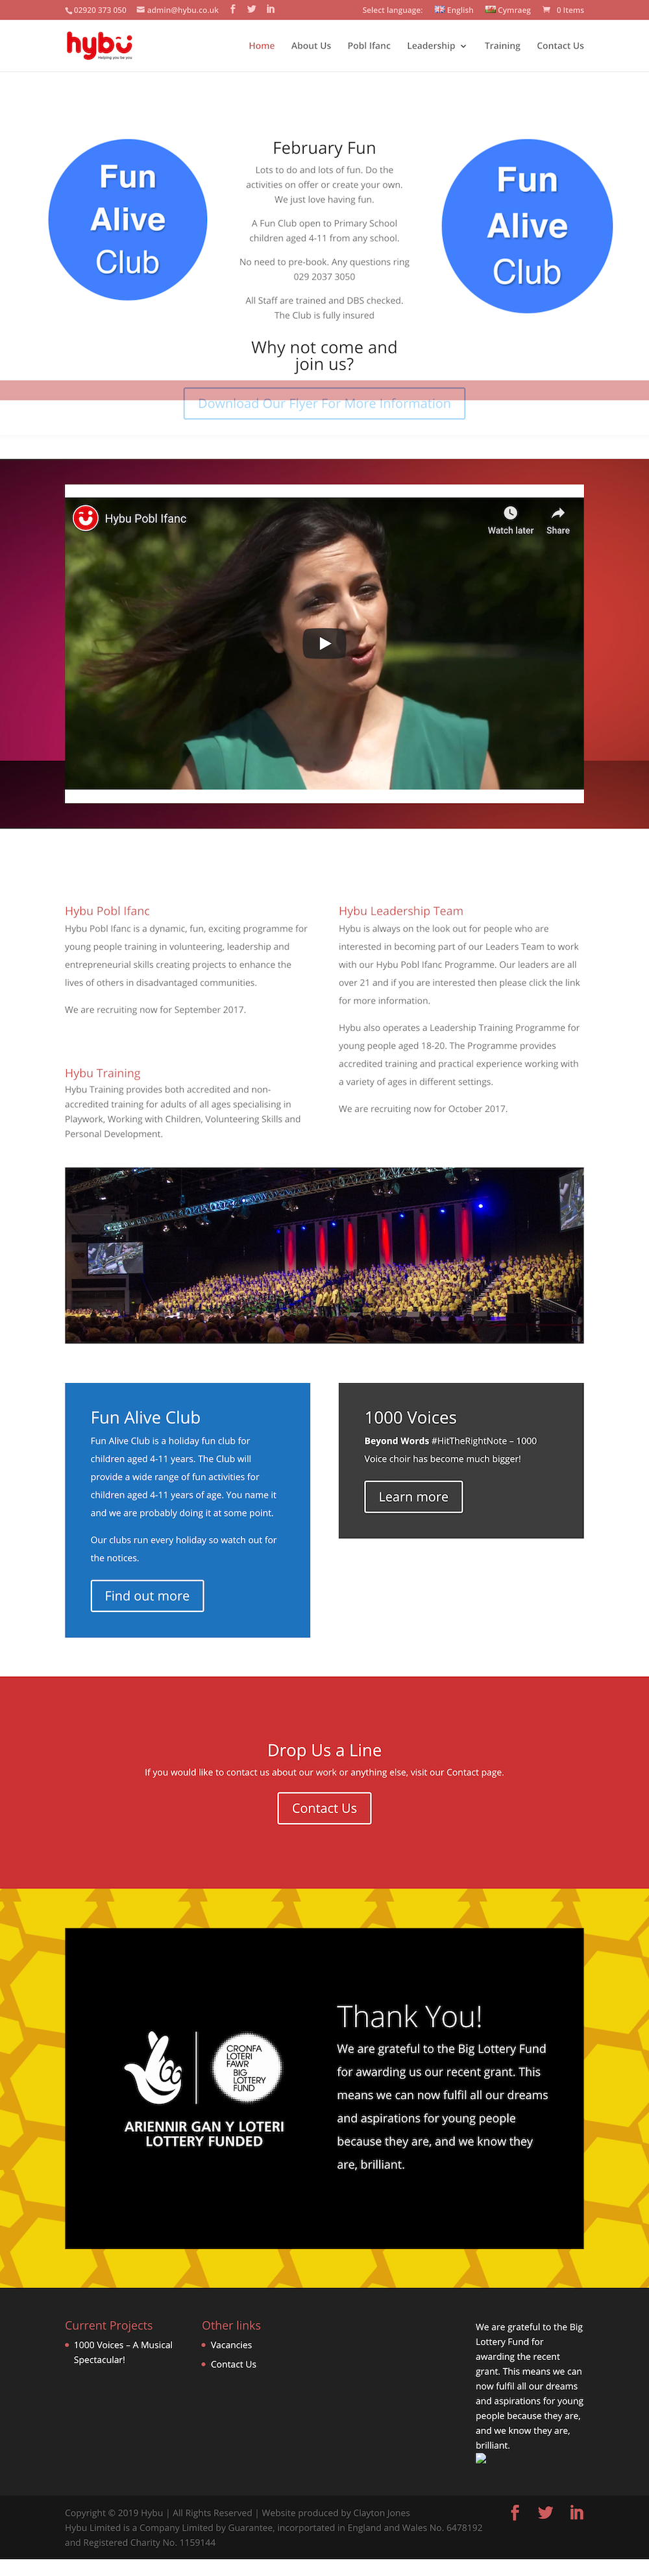 02920 373 050 admin@hybu.co.uk Select language: English Cymraeg 0 Items
hybu
Helping you be you
Home About Us Pobl Ifanc Leadership Training Contact Us
Fun
Alive
Club
February Fun
Lots to do and lots of fun. Do the
activities on offer or create your own.
We just love having fun.
A Fun Club open to Primary School
children aged 4-11 from any school.
No need to pre-book. Any questions ring
029 2037 3050
All Staff are trained and DBS checked.
The Club is fully insured
Why not come and
join us?
Fun
Alive
Club
Download Our Flyer For More Information
Hybu Pobl Ifanc
Watch later Share
Hybu Pobl Ifanc
Hybu Pobl Ifanc is a dynamic, fun, exciting programme for
young people training in volunteering, leadership and
entrepreneurial skills creating projects to enhance the
lives of others in disadvantaged communities.
We are recruiting now for September 2017.
Hybu Training
Hybu Training provides both accredited and non-
accredited training for adults of all ages specialising in
Playwork, Working with Children, Volunteering Skills and
Personal Development.
Hybu Leadership Team
Hybu is always on the look out for people who are
interested in becoming part of our Leaders Team to work
with our Hybu Pobl Ifanc Programme. Our leaders are all
over 21 and if you are interested then please click the link
for more information.
Hybu also operates a Leadership Training Programme for
young people aged 18-20. The Programme provides
accredited training and practical experience working with
a variety of ages in different settings.
We are recruiting now for October 2017.
Fun Alive Club
Fun Alive Club is a holiday fun club for
children aged 4-11 years. The Club will
provide a wide range of fun activities for
children aged 4-11 years of age. You name it
and we are probably doing it at some point.
Our clubs run every holiday so watch out for
the notices.
Find out more
1000 Voices
Beyond Words #HitTheRightNote – 1000
Voice choir has become much bigger!
Learn more
Drop Us a Line
If you would like to contact us about our work or anything else, visit our Contact page.
Contact Us
CRONFA
LOTERI
FAWR
BIG
LOTTERY
FUND
ARIENNIR GAN Y LOTERI
LOTTERY FUNDED
Thank You!
We are grateful to the Big Lottery Fund
for awarding us our recent grant. This
means we can now fulfil all our dreams
and aspirations for young people
because they are, and we know they
are, brilliant.
Current Projects
1000 Voices – A Musical
Spectacular!
Other links
Vacancies
Contact Us
We are grateful to the Big
Lottery Fund for
awarding the recent
grant. This means we can
now fulfil all our dreams
and aspirations for young
people because they are,
and we know they are,
brilliant.
Copyright © 2019 Hybu | All Rights Reserved | Website produced by Clayton Jones
Hybu Limited is a Company Limited by Guarantee, incorportated in England and Wales No. 6478192
and Registered Charity No. 1159144